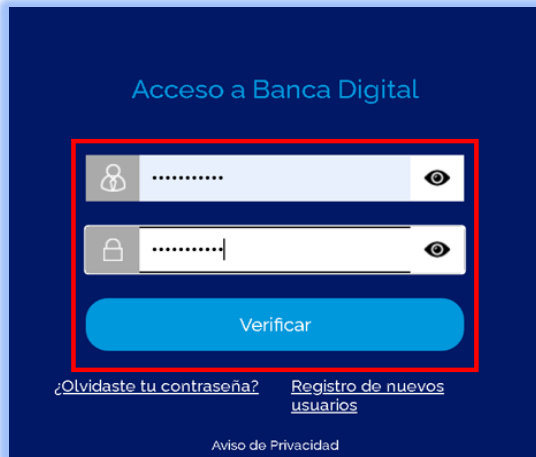 Acceso a Banca Digital
•••••••••••
•••••••••••
Verificar
¿Olvidaste tu contraseña?
Registro de nuevos
usuarios
Aviso de Privacidad